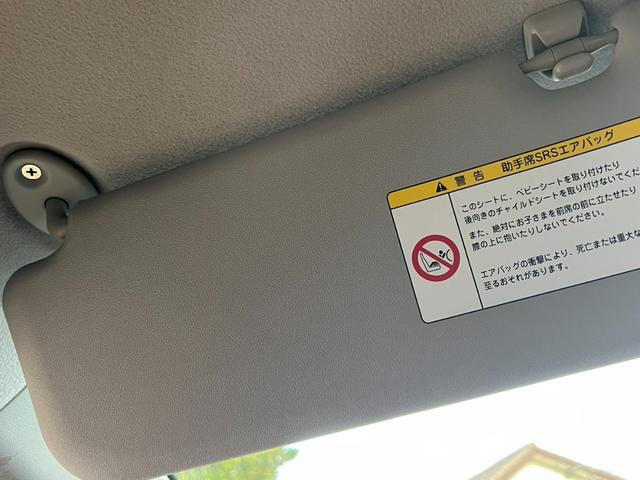 警告 助手席SRSエアバッグ
このシートに、ベビーシートを取り付けたり
後向きのチャイルドシートを取り付けないでくだ
また、絶対にお子さまを前席の前に立たせたり
膝の上に抱いたりしないでください。
エアバッグの衝撃により、死亡または重大な
至るおそれがあります。